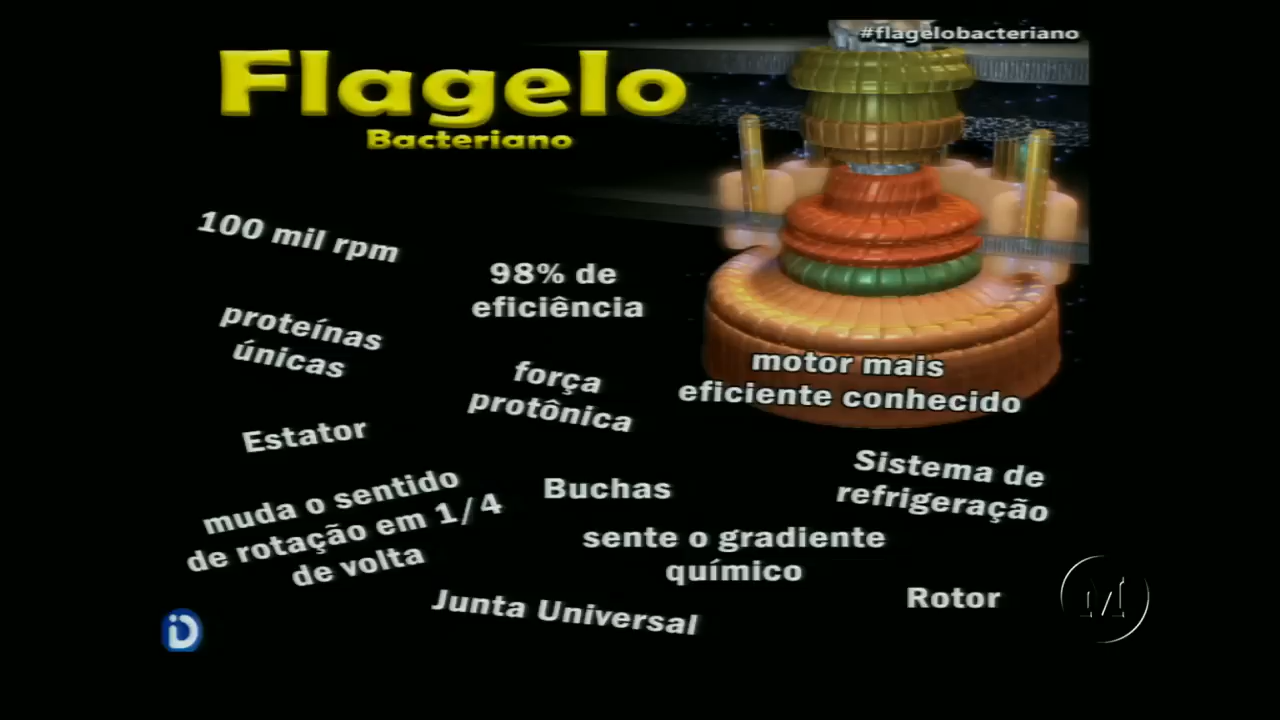 #flagelobacteriano
Flagelo
Bacteriano
100 mil rpm
98% de
eficiência
proteínas
únicas
força
protônica
motor mais
eficiente conhecido
Estator
Sistema de
refrigeração
muda o sentido
de rotação em 1/4
de volta
Buchas
sente o gradiente
químico
Junta Universal
Rotor
iD
M